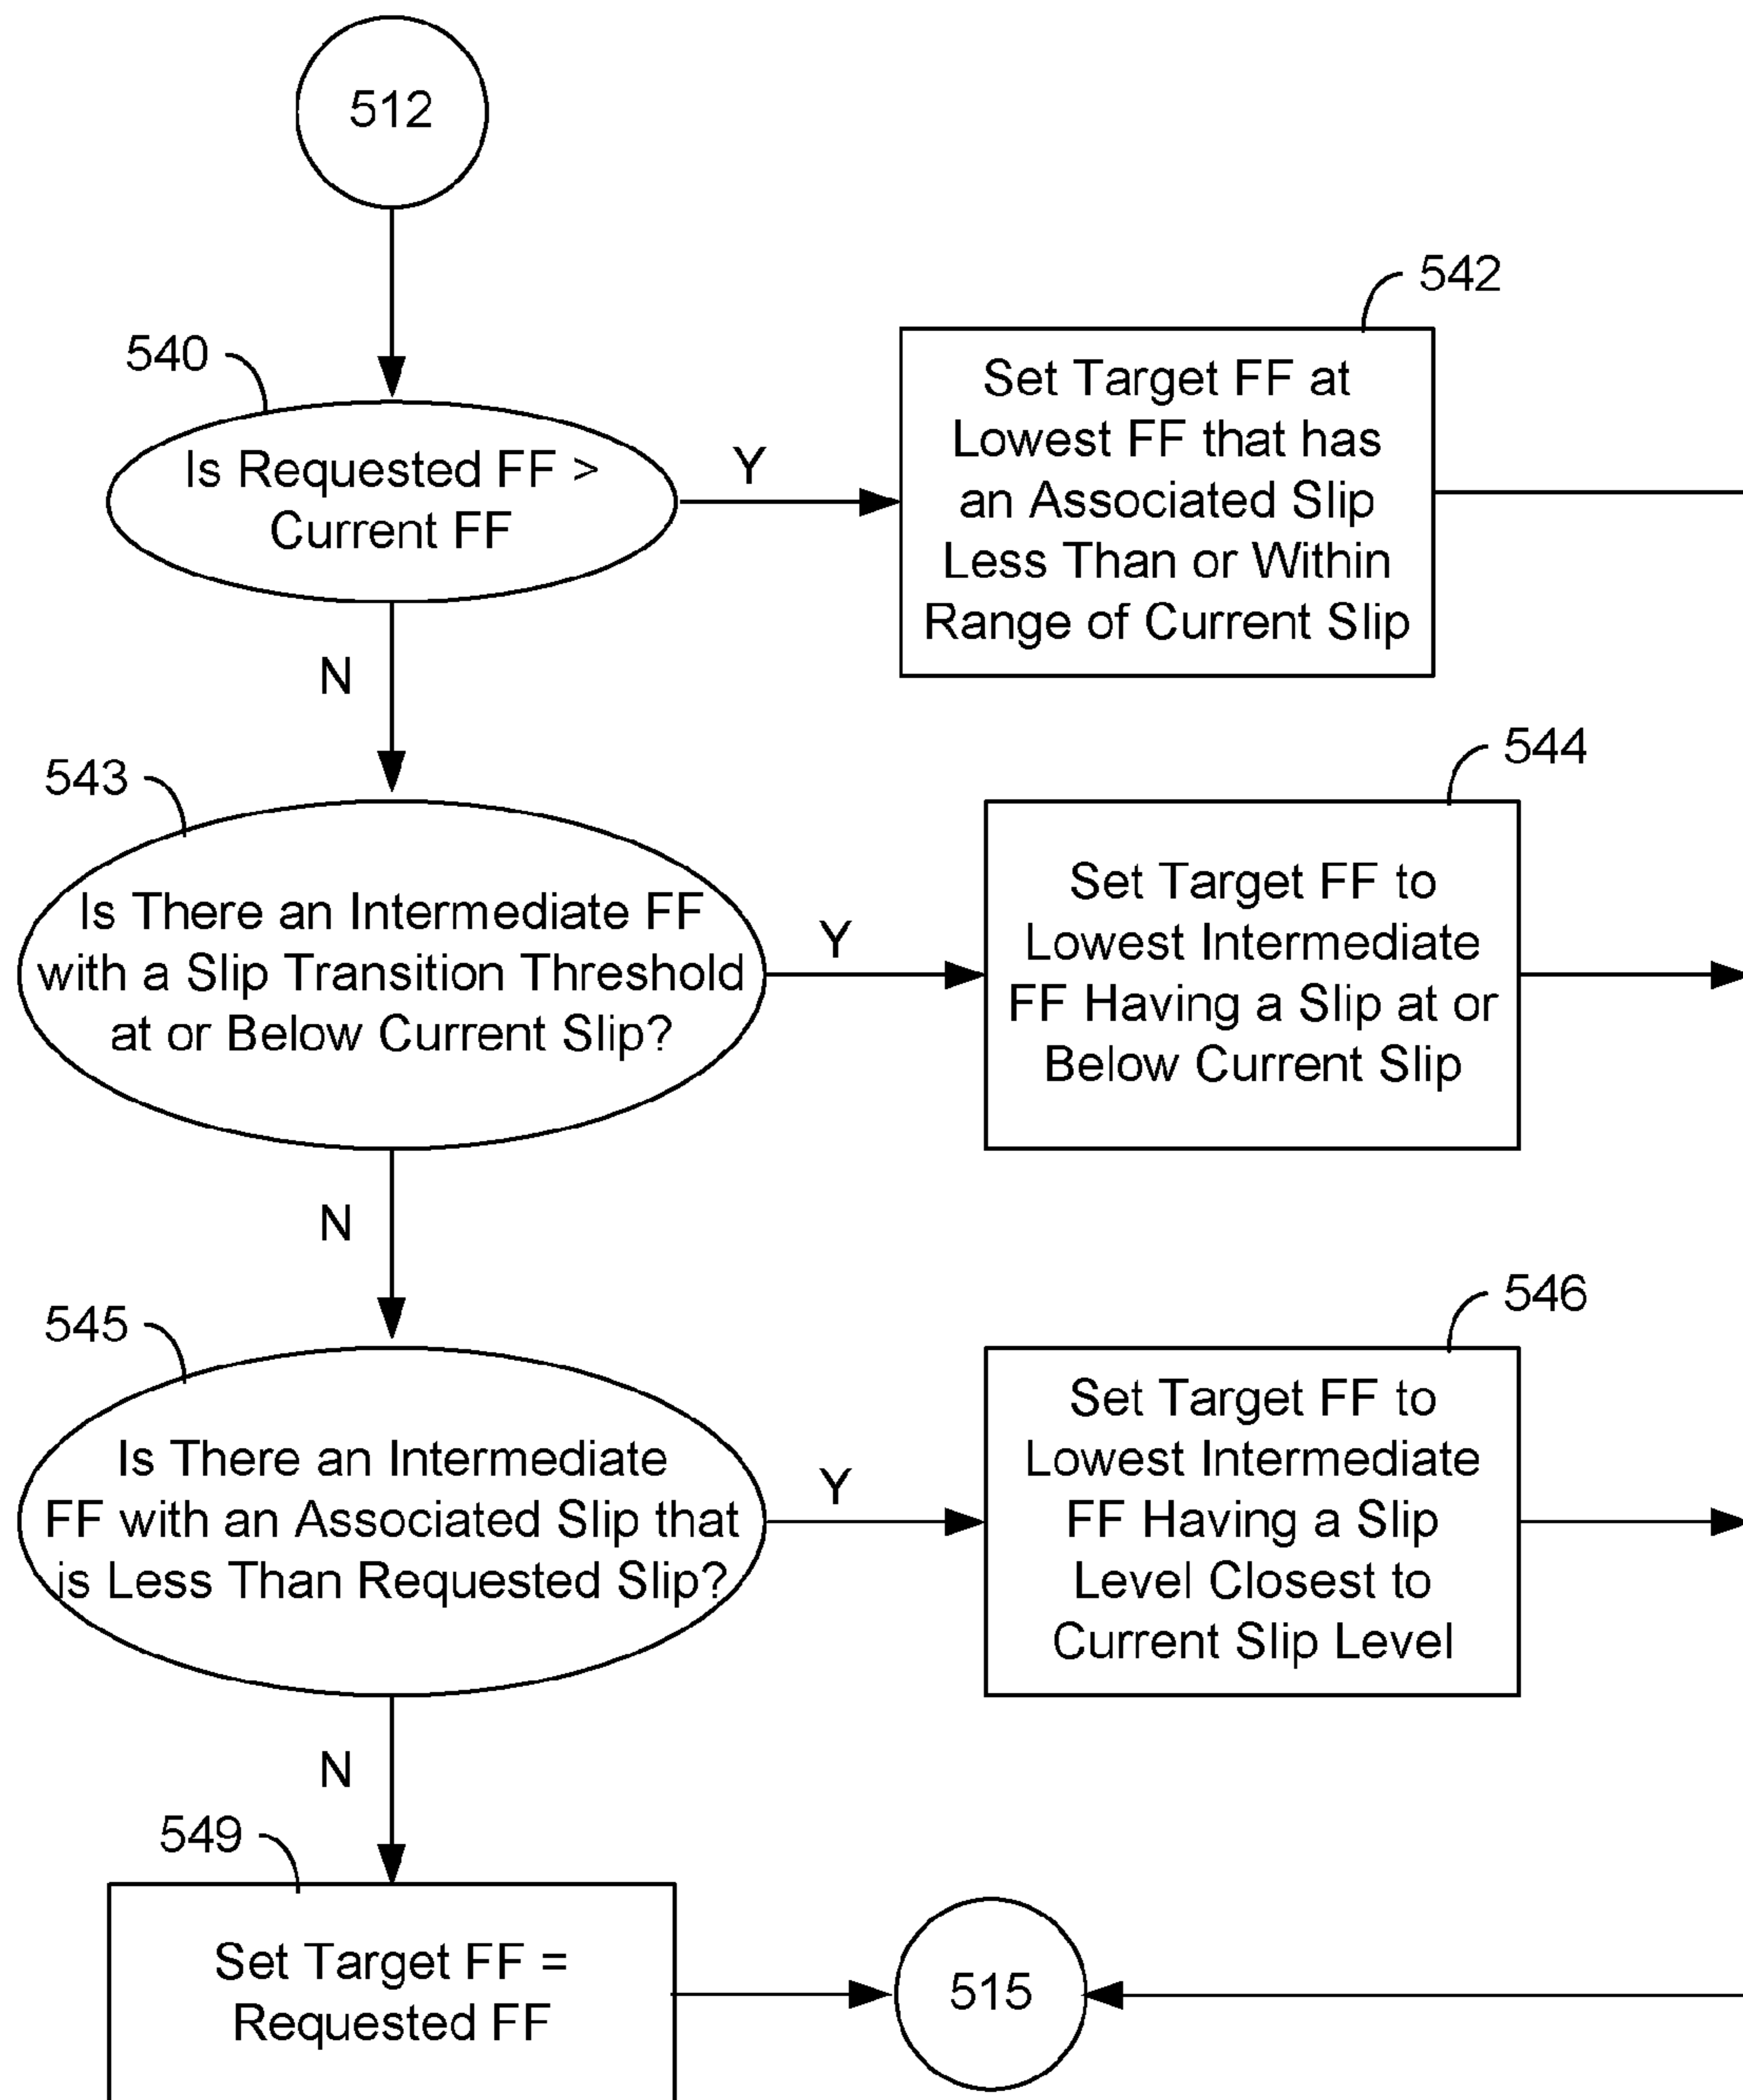 512
540
Is Requested FF >
Current FF
Y
542
Set Target FF at
Lowest FF that has
an Associated Slip
Less Than or Within
Range of Current Slip
N
543
Is There an Intermediate FF
with a Slip Transition Threshold
at or Below Current Slip?
Y
544
Set Target FF to
Lowest Intermediate
FF Having a Slip at or
Below Current Slip
N
545
Is There an Intermediate
FF with an Associated Slip that
is Less Than Requested Slip?
Y
546
Set Target FF to
Lowest Intermediate
FF Having a Slip
Level Closest to
Current Slip Level
N
549
Set Target FF =
Requested FF
515